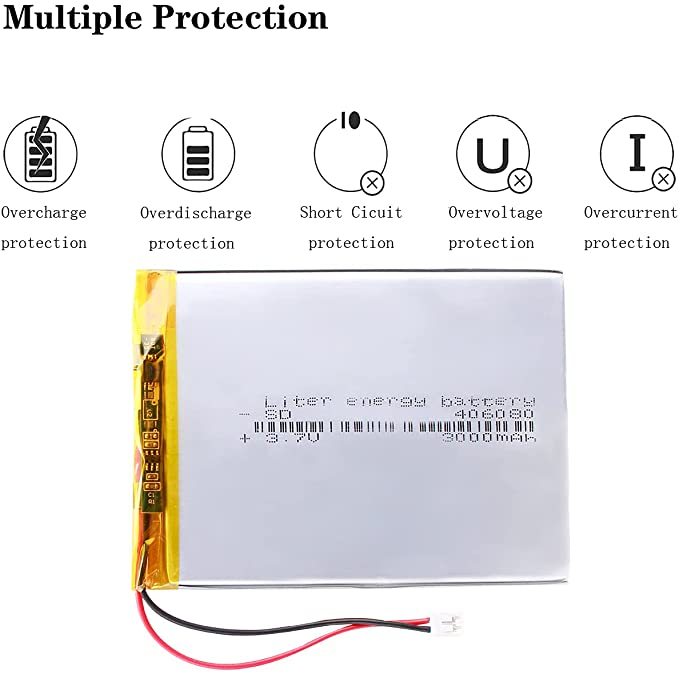 Multiple Protection
IO
U
I
Overcharge
protection
Overdischarge
protection
Short Cicuit
protection
Overvoltage
protection
Overcurrent
protection
Liter energy battery
- SD 406080
+ 3.7V 3000mAh